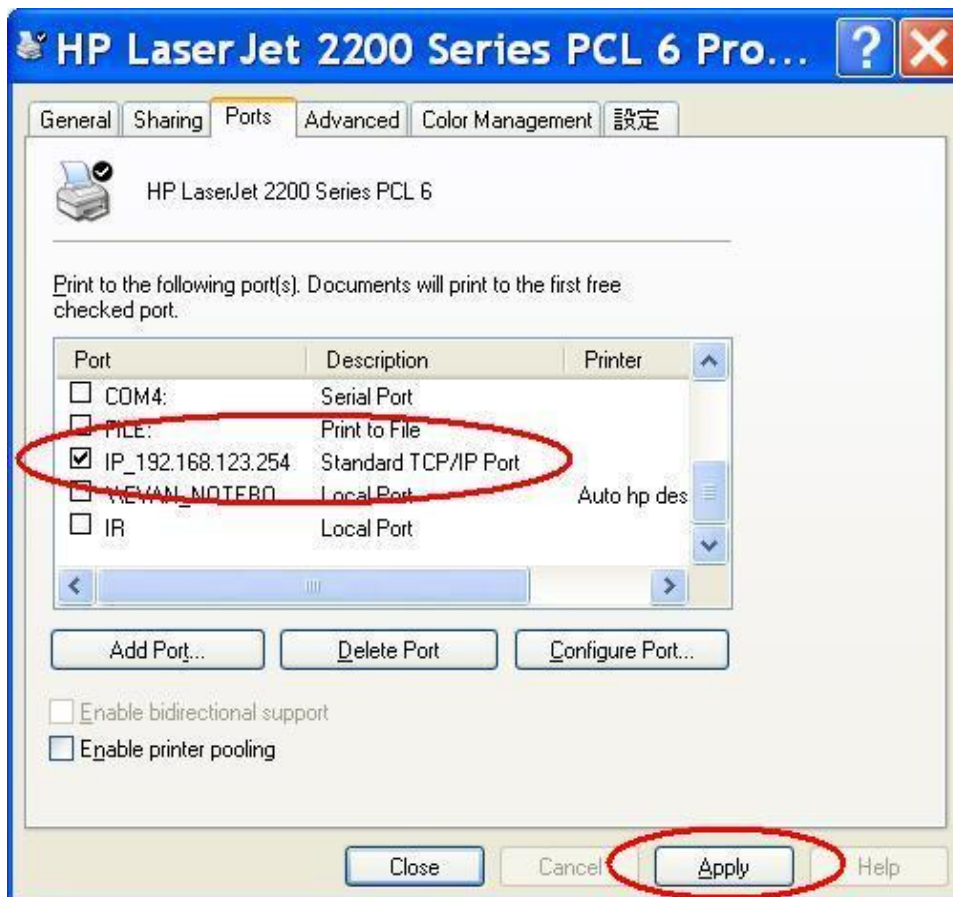 HP LaserJet 2200 Series PCL 6 Pro... ?
General Sharing Ports Advanced Color Management 設定
HP LaserJet 2200 Series PCL 6
Print to the following port(s). Documents will print to the first free
checked port.
Port Description Printer
COM4: Serial Port
FILE: Print to File
IP_192.168.123.254 Standard TCP/IP Port
\\EVAN_NOTEBO... Local Port Auto hp des
IR Local Port
Add Port... Delete Port Configure Port...
Enable bidirectional support
Enable printer pooling
Close Cancel Apply Help